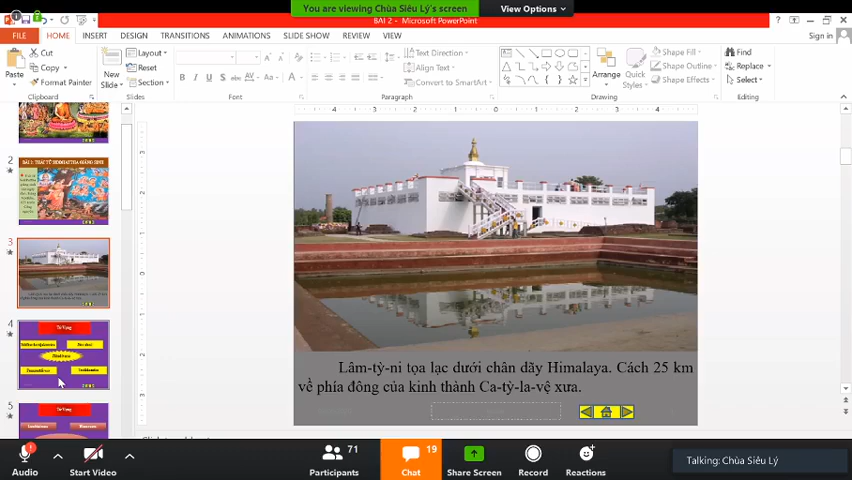 You are viewing Chùa Siêu Lý's screen
View Options
BÀI 2 - Microsoft PowerPoint
FILE HOME INSERT DESIGN TRANSITIONS ANIMATIONS SLIDE SHOW REVIEW VIEW
Sign in
Paste
Cut
Copy
Format Painter
Clipboard
New Slide
Layout
Reset
Section
Slides
Font
Text Direction
Align Text
Convert to SmartArt
Paragraph
Arrange
Quick Styles
Shape Fill
Shape Outline
Shape Effects
Drawing
Find
Replace
Select
Editing
2
3
4
5
Lâm-tỳ-ni tọa lạc dưới chân dãy Himalaya. Cách 25 km
về phía đông của kinh thành Ca-tỳ-la-vệ xưa.
Audio
Start Video
71
Participants
19
Chat
Share Screen
Record
Reactions
Talking: Chùa Siêu Lý